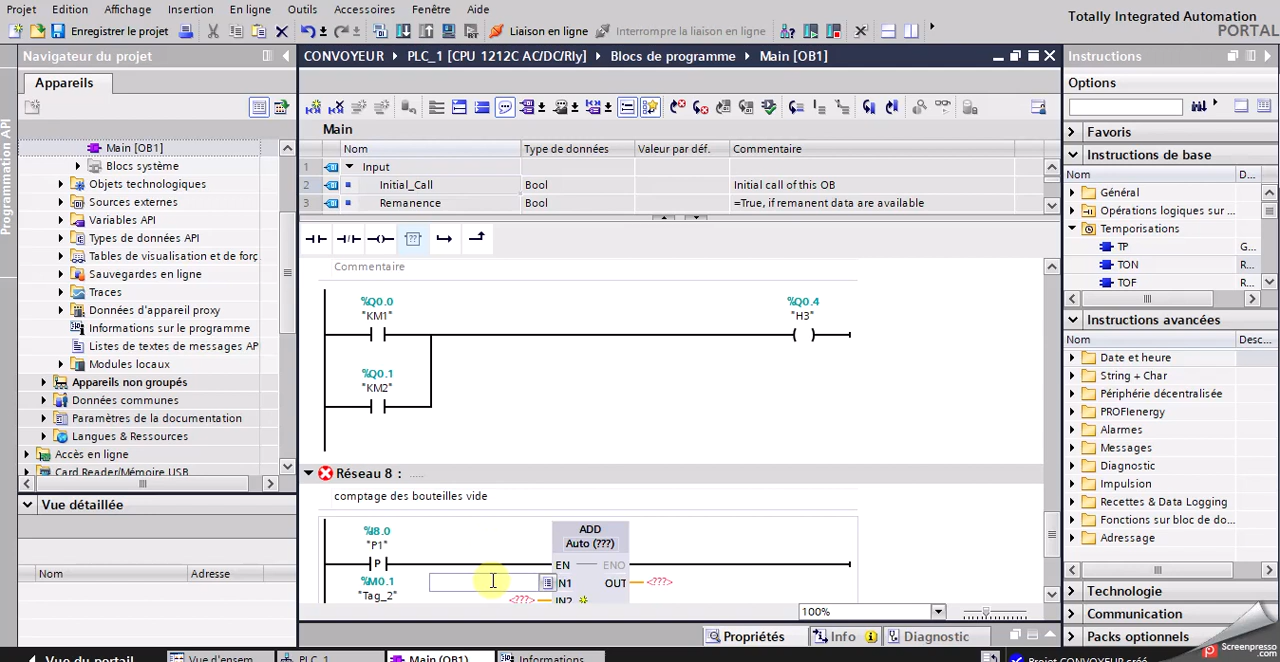 Projet Edition Affichage Insertion En ligne Outils Accessoires Fenêtre Aide
Totally Integrated Automation
PORTAL
Enregistrer le projet
Liaison en ligne
Interrompre la liaison en ligne
Navigateur du projet
CONVOYEUR PLC_1 [CPU 1212C AC/DC/Rly] Blocs de programme Main [OB1]
Instructions
Appareils
Options
Programmation API
Main
Favoris
Main [OB1]
Nom Type de données Valeur par déf. Commentaire
Instructions de base
Blocs système
1 Input
Nom D...
Objets technologiques
2 Initial_Call Bool Initial call of this OB
Général
Sources externes
3 Remanence Bool =True, if remanent data are available
Opérations logiques sur ...
Variables API
Temporisations
Types de données API
TP G...
Tables de visualisation et de forç
TON R...
Sauvegardes en ligne
TOF R...
Traces
Données d'appareil proxy
Informations sur le programme
Listes de textes de messages AP
Modules locaux
Appareils non groupés
Données communes
Paramètres de la documentation
Langues & Ressources
Accès en ligne
Card Reader/Mémoire USB
Commentaire
%Q0.0
"KM1"
%Q0.4
"H3"
%Q0.1
"KM2"
Instructions avancées
Nom Desc...
Date et heure
String + Char
Périphérie décentralisée
PROFIenergy
Alarmes
Messages
Diagnostic
Impulsion
Recettes & Data Logging
Fonctions sur bloc de do...
Adressage
Réseau 8 : .....
comptage des bouteilles vide
%I8.0
"P1"
P
%M0.1
"Tag_2"
ADD
Auto (???)
EN ENO
IN1 OUT <???>
<???> IN2
Vue détaillée
Nom Adresse
100%
Technologie
Communication
Packs optionnels
Propriétés Info Diagnostic
Vue du portail Vue d'ensem... PLC_1 Main (OB1) Informations
Projet CONVOYEUR créé
Screenpresso
.com